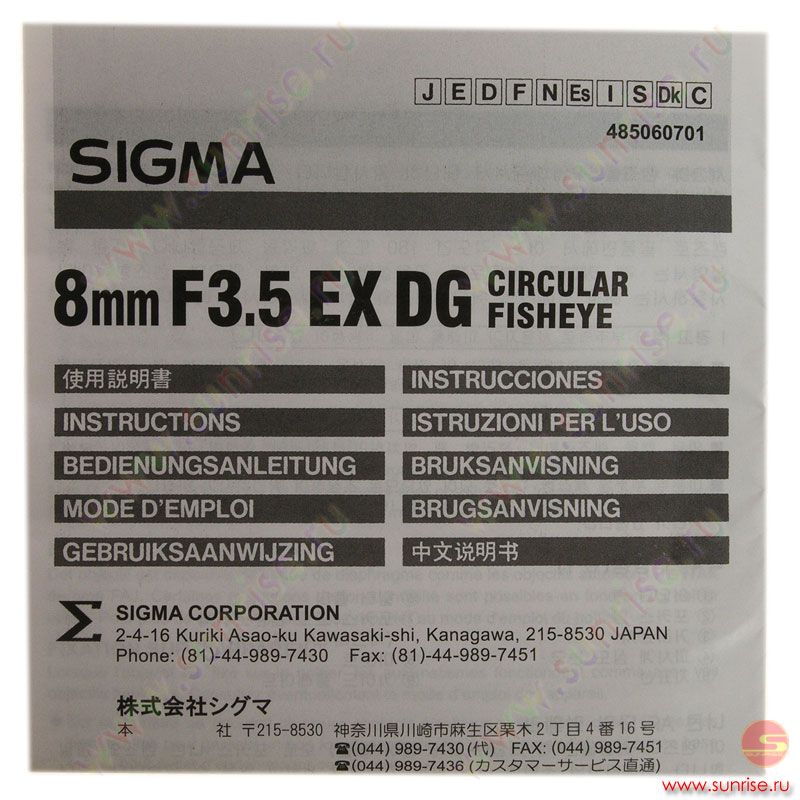 J E D F N Es I S Dk C
485060701
SIGMA
8mm F3.5 EX DG CIRCULAR FISHEYE
使用説明書
INSTRUCTIONS
BEDIENUNGSANLEITUNG
MODE D'EMPLOI
GEBRUIKSAANWIJZING
INSTRUCCIONES
ISTRUZIONI PER L'USO
BRUKSANVISNING
BRUGSANVISNING
中文说明书
SIGMA CORPORATION
2-4-16 Kuriki Asao-ku Kawasaki-shi, Kanagawa, 215-8530 JAPAN
Phone: (81)-44-989-7430 Fax: (81)-44-989-7451
株式会社シグマ
本 社 〒215-8530 神奈川県川崎市麻生区栗木2丁目4番16号
☎(044) 989-7430(代) FAX: (044) 989-7451
☎(044) 989-7436 (カスタマーサービス直通)
www.sunrise.ru